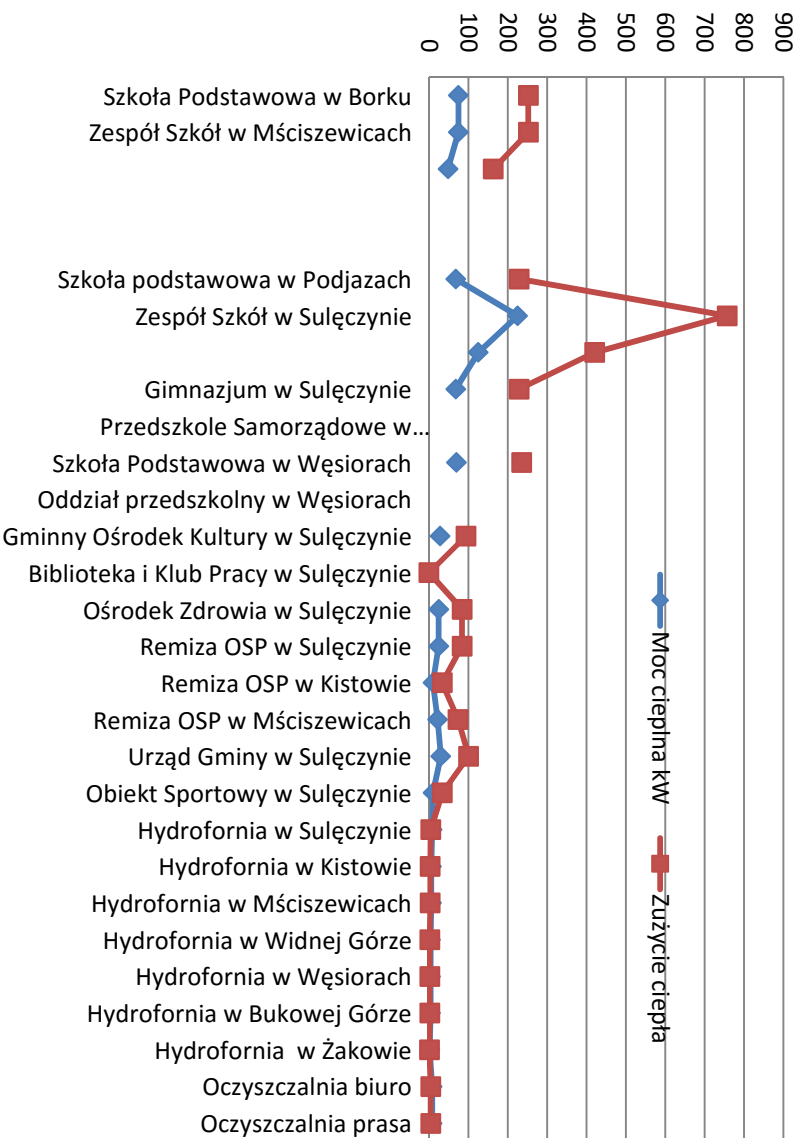 0
100
200
300
400
500
600
700
800
900
Szkoła Podstawowa w Borku
Zespół Szkół w Mściszewicach
Szkoła podstawowa w Podjazach
Zespół Szkół w Sulęczynie
Gimnazjum w Sulęczynie
Przedszkole Samorządowe w...
Szkoła Podstawowa w Węsiorach
Oddział przedszkolny w Węsiorach
Gminny Ośrodek Kultury w Sulęczynie
Biblioteka i Klub Pracy w Sulęczynie
Ośrodek Zdrowia w Sulęczynie
Remiza OSP w Sulęczynie
Remiza OSP w Kistowie
Remiza OSP w Mściszewicach
Urząd Gminy w Sulęczynie
Obiekt Sportowy w Sulęczynie
Hydrofornia w Sulęczynie
Hydrofornia w Kistowie
Hydrofornia w Mściszewicach
Hydrofornia w Widnej Górze
Hydrofornia w Węsiorach
Hydrofornia w Bukowej Górze
Hydrofornia  w Żakowie
Oczyszczalnia biuro
Oczyszczalnia prasa
Moc cieplna kW
Zużycie ciepła